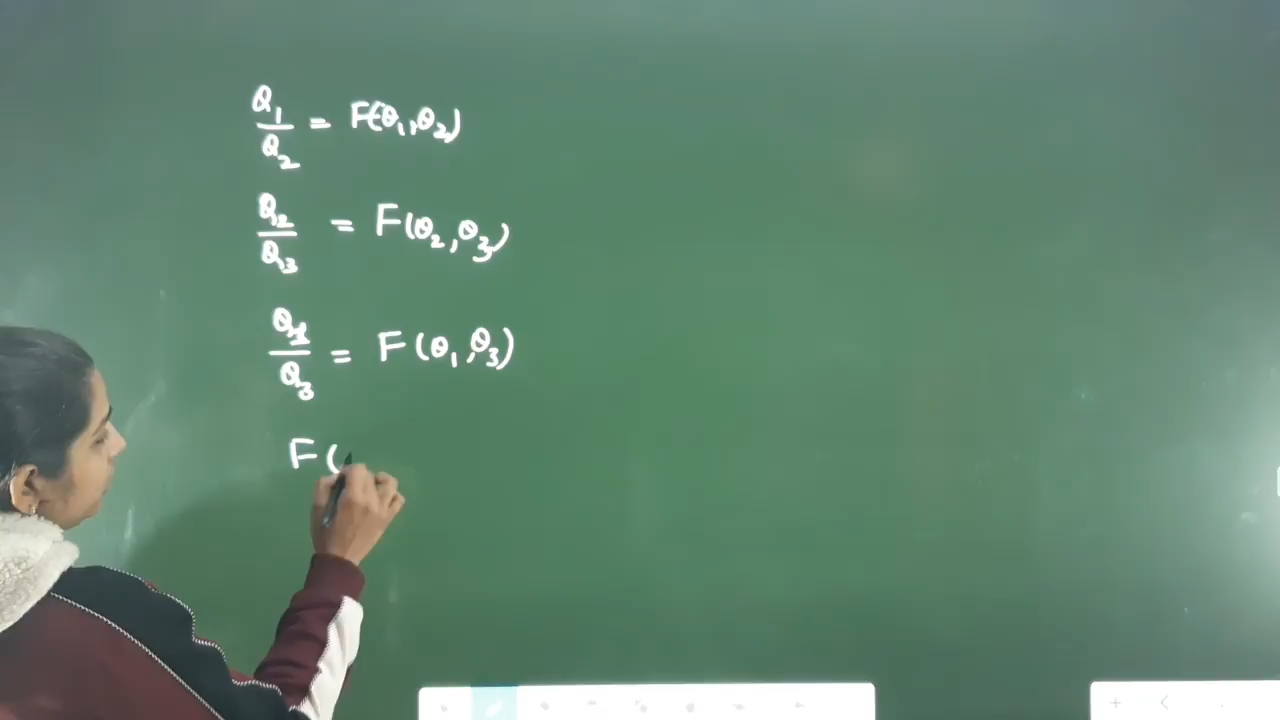 Q₁/Q₂ = F(θ₁,θ₂)
Q₂/Q₃ = F(θ₂,θ₃)
Q₁/Q₃ = F(θ₁,θ₃)
F(